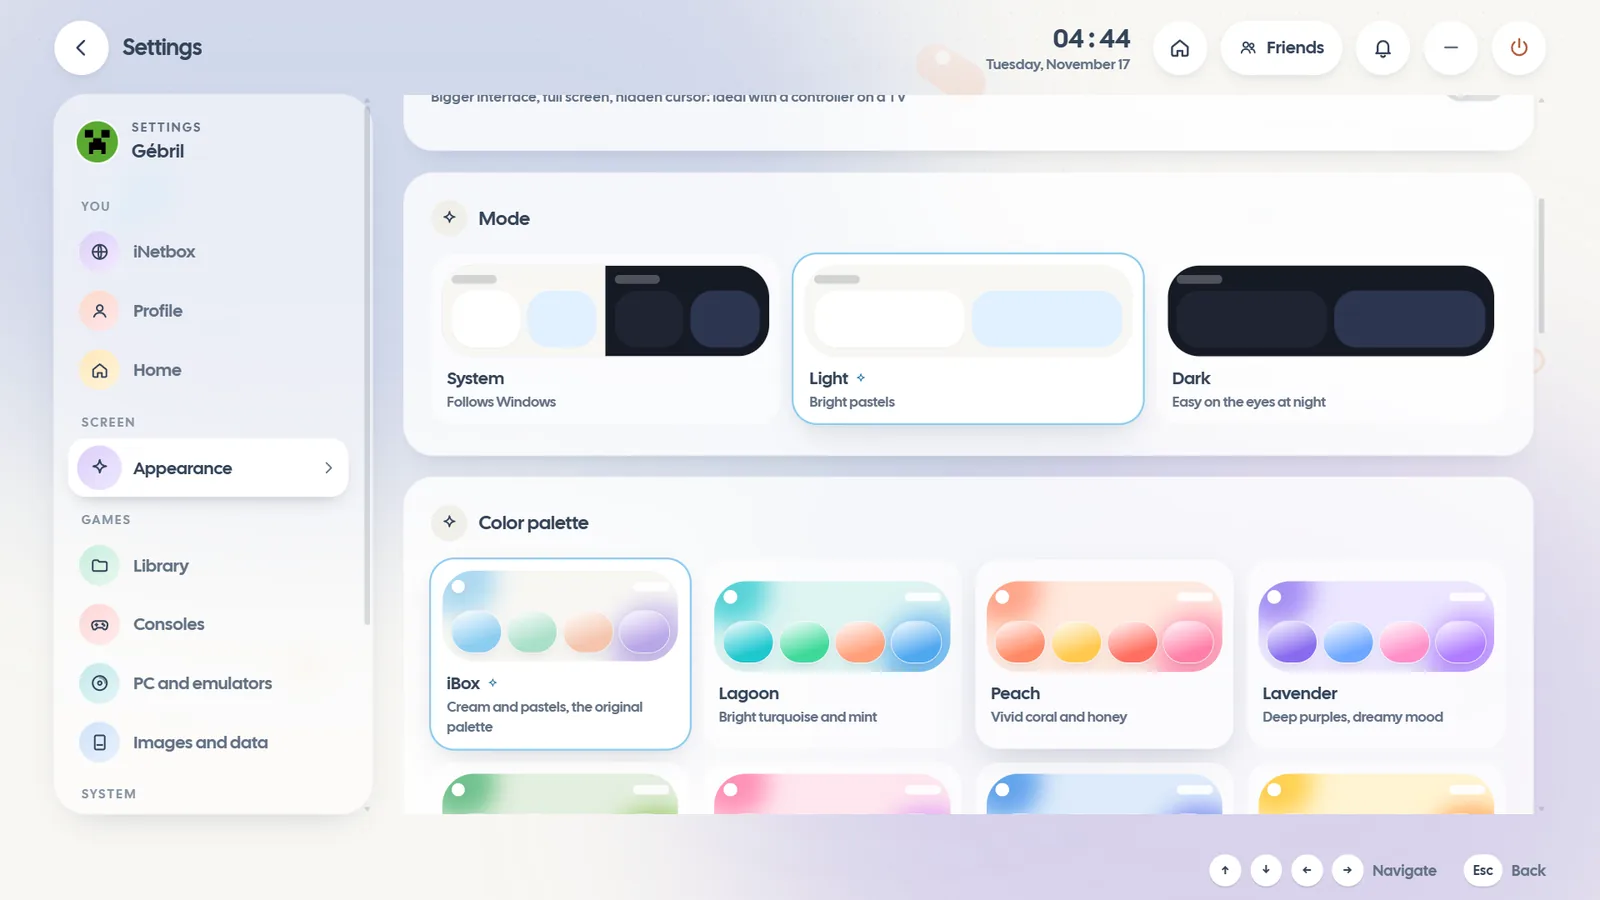 Settings
04:44
Tuesday, November 17
Friends
SETTINGS
Gébril
YOU
iNetbox
Profile
Home
SCREEN
Appearance
GAMES
Library
Consoles
PC and emulators
Images and data
SYSTEM
Bigger interface, full screen, hidden cursor: ideal with a controller on a TV
Mode
System
Follows Windows
Light
Bright pastels
Dark
Easy on the eyes at night
Color palette
iBox
Cream and pastels, the original
palette
Lagoon
Bright turquoise and mint
Peach
Vivid coral and honey
Lavender
Deep purples, dreamy mood
Navigate
Esc
Back